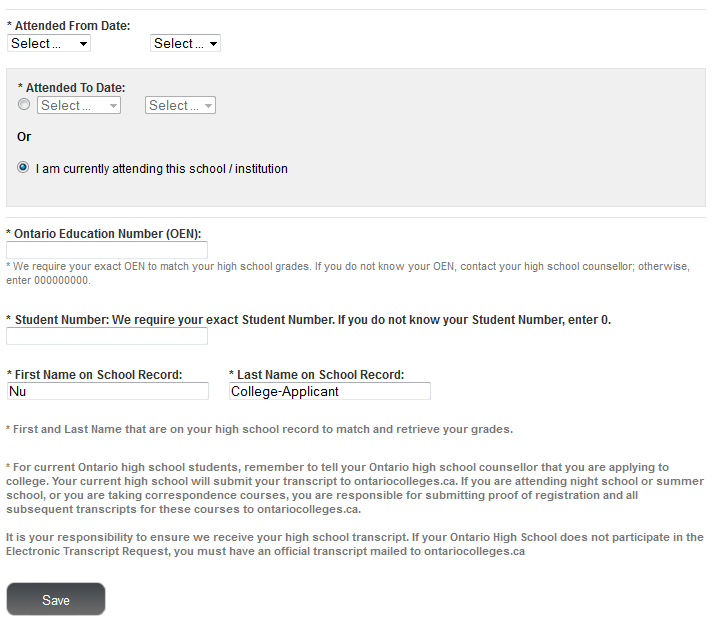 * Attended From Date:
Select... Select...
* Attended To Date:
Select... Select...
Or
I am currently attending this school / institution
* Ontario Education Number (OEN):
* We require your exact OEN to match your high school grades. If you do not know your OEN, contact your high school counsellor; otherwise,
enter 000000000.
* Student Number: We require your exact Student Number. If you do not know your Student Number, enter 0.
* First Name on School Record: * Last Name on School Record:
Nu College-Applicant
* First and Last Name that are on your high school record to match and retrieve your grades.
* For current Ontario high school students, remember to tell your Ontario high school counsellor that you are applying to
college. Your current high school will submit your transcript to ontariocolleges.ca. If you are attending night school or summer
school, or you are taking correspondence courses, you are responsible for submitting proof of registration and all
subsequent transcripts for these courses to ontariocolleges.ca.
It is your responsibility to ensure we receive your high school transcript. If your Ontario High School does not participate in the
Electronic Transcript Request, you must have an official transcript mailed to ontariocolleges.ca
Save